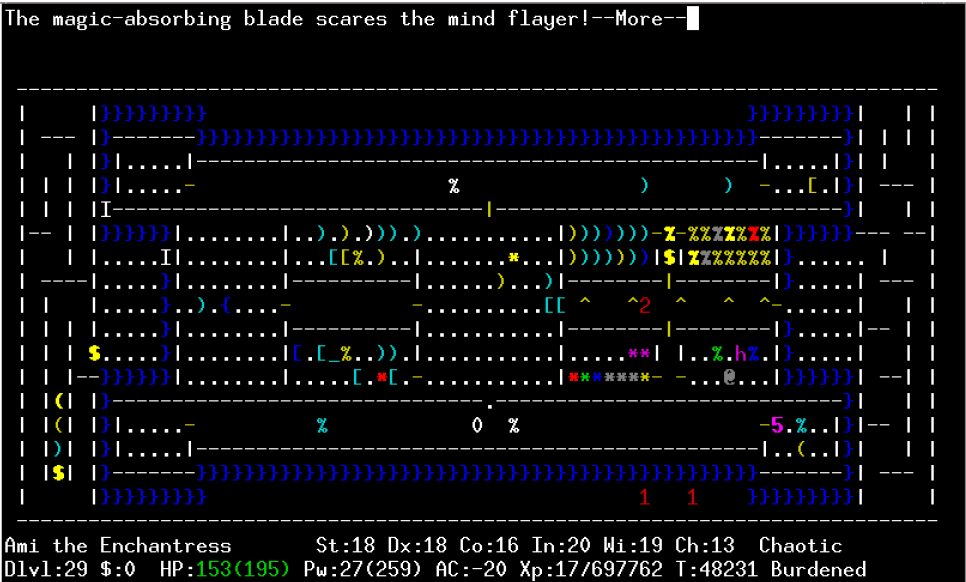 The magic-absorbing blade scares the mind flayer!--More--
Ami the Enchantress St:18 Dx:18 Co:16 In:20 Wi:19 Ch:13 Chaotic
Dlvl:29 $:0 HP:153(195) Pw:27(259) AC:-20 Xp:17/697762 T:48231 Burdened